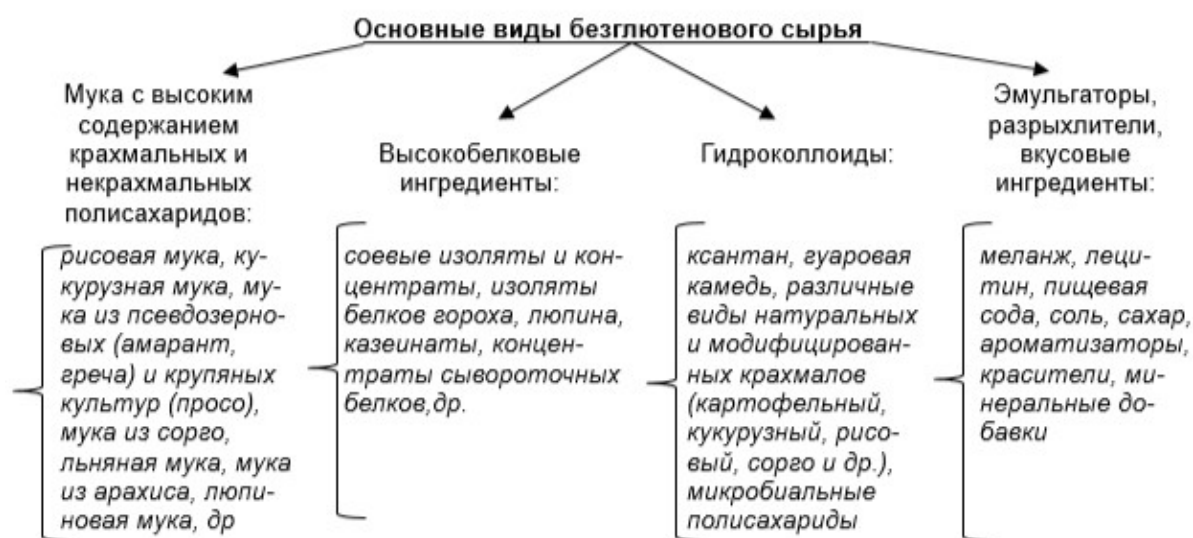 Основные виды безглютенового сырья
Мука с высоким
содержанием
крахмальных и
некрахмальных
полисахаридов:
рисовая мука, ку-
курузная мука, му-
ка из псевдозерно-
вых (амарант,
греча) и крупяных
культур (просо),
мука из сорго,
льняная мука, мука
из арахиса, люпи-
новая мука, др
Высокобелковые
ингредиенты:
соевые изоляты и кон-
центраты, изоляты
белков гороха, люпина,
казеинаты, концен-
траты сывороточных
белков,др.
Гидроколлоиды:
ксантан, гуаровая
камедь, различные
виды натуральных
и модифицирован-
ных крахмалов
(картофельный,
кукурузный, рисо-
вый, сорго и др.),
микробиальные
полисахариды
Эмульгаторы,
разрыхлители,
вкусовые
ингредиенты:
меланж, леци-
тин, пищевая
сода, соль, сахар,
ароматизаторы,
красители, ми-
неральные до-
бавки